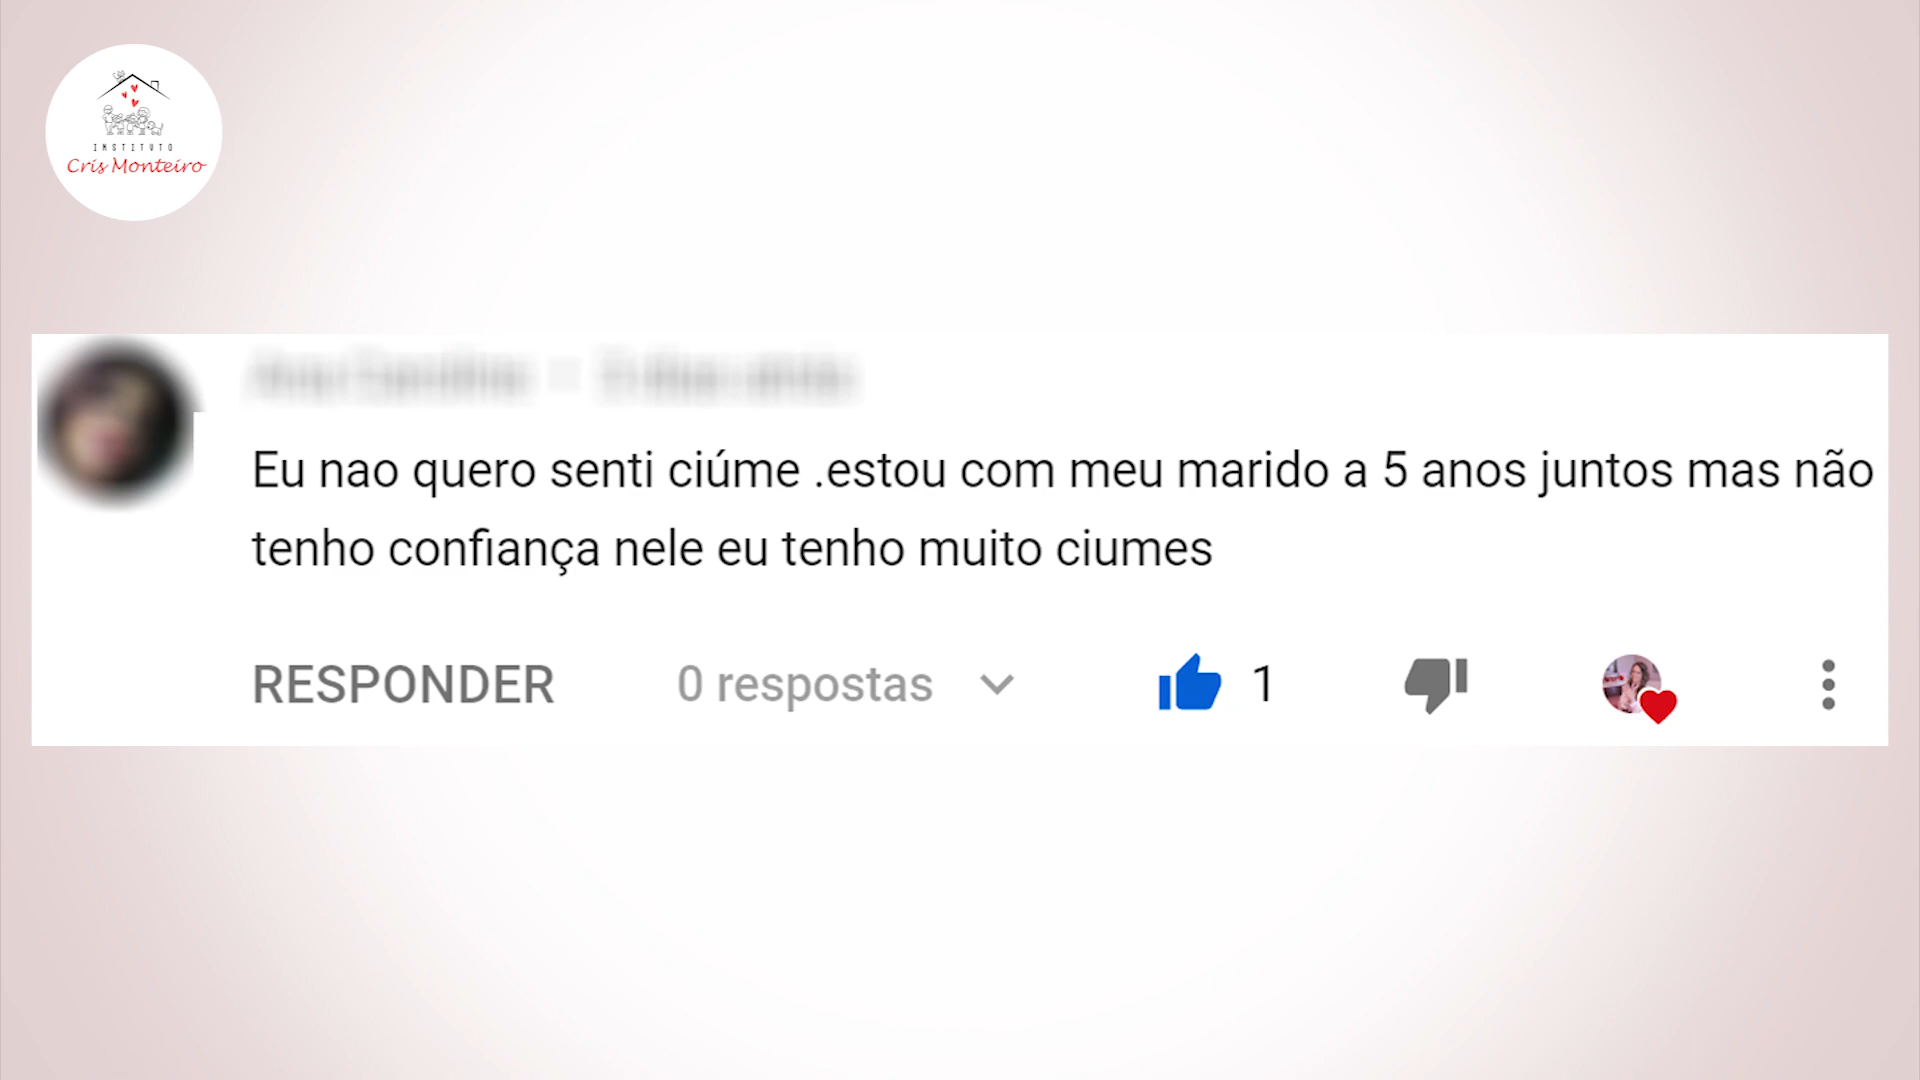 INSTITUTO
Cris Monteiro
Eu nao quero senti ciúme .estou com meu marido a 5 anos juntos mas não
tenho confiança nele eu tenho muito ciumes
RESPONDER 0 respostas 1